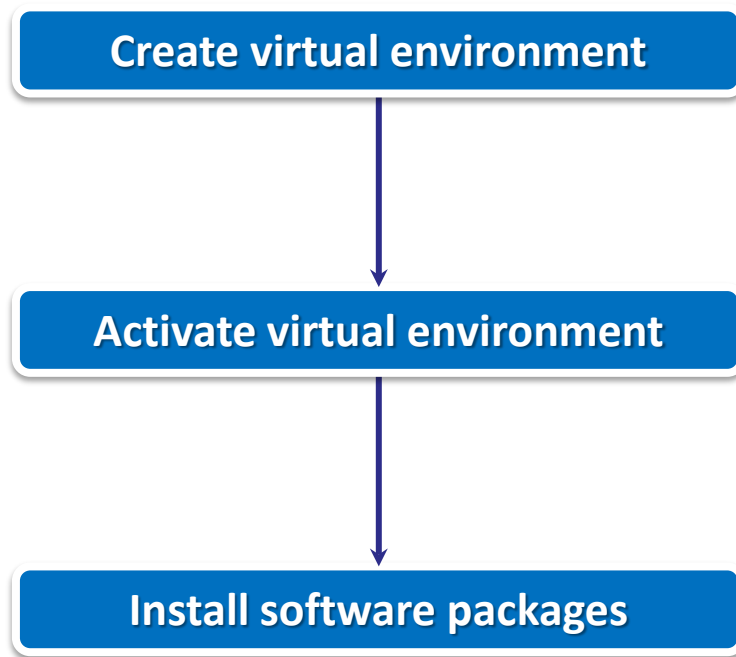 Create virtual environment
Activate virtual environment
Install software packages